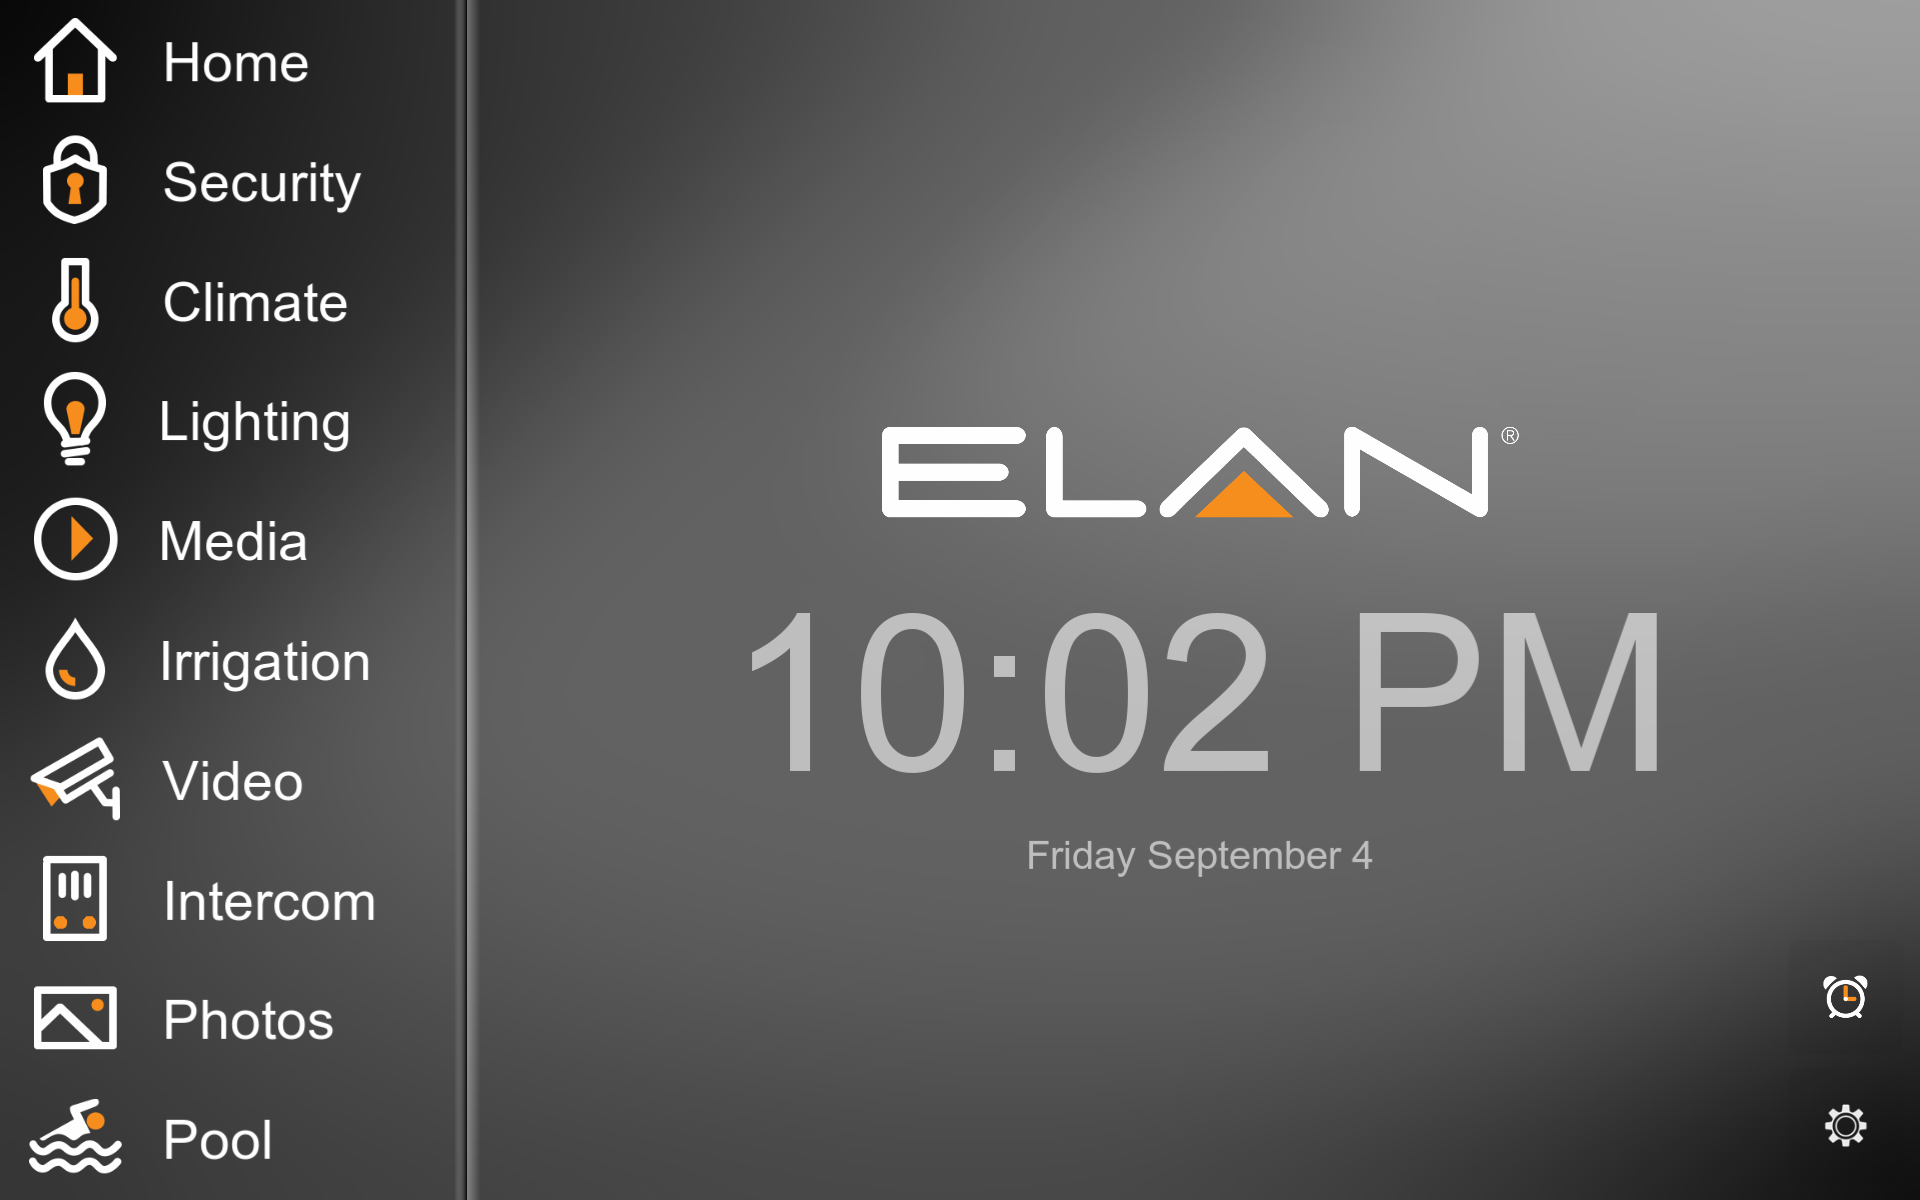 Home
Security
Climate
Lighting
Media
Irrigation
Video
Intercom
Photos
Pool
ELAN®
10:02 PM
Friday September 4